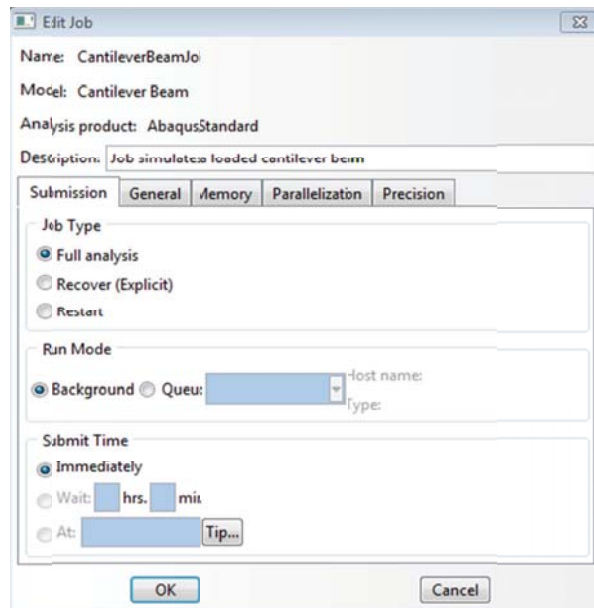 Edit Job
Name: CantileverBeamJo
Model: Cantilever Beam
Analysis product: Abaqus/Standard
Description: Job simulates loaded cantilever beam
Submission General Memory Parallelization Precision
Job Type
Full analysis
Recover (Explicit)
Restart
Run Mode
Background Queu: Host name:
Type:
Submit Time
Immediately
Wait: hrs. min.
At: Tip...
OK Cancel